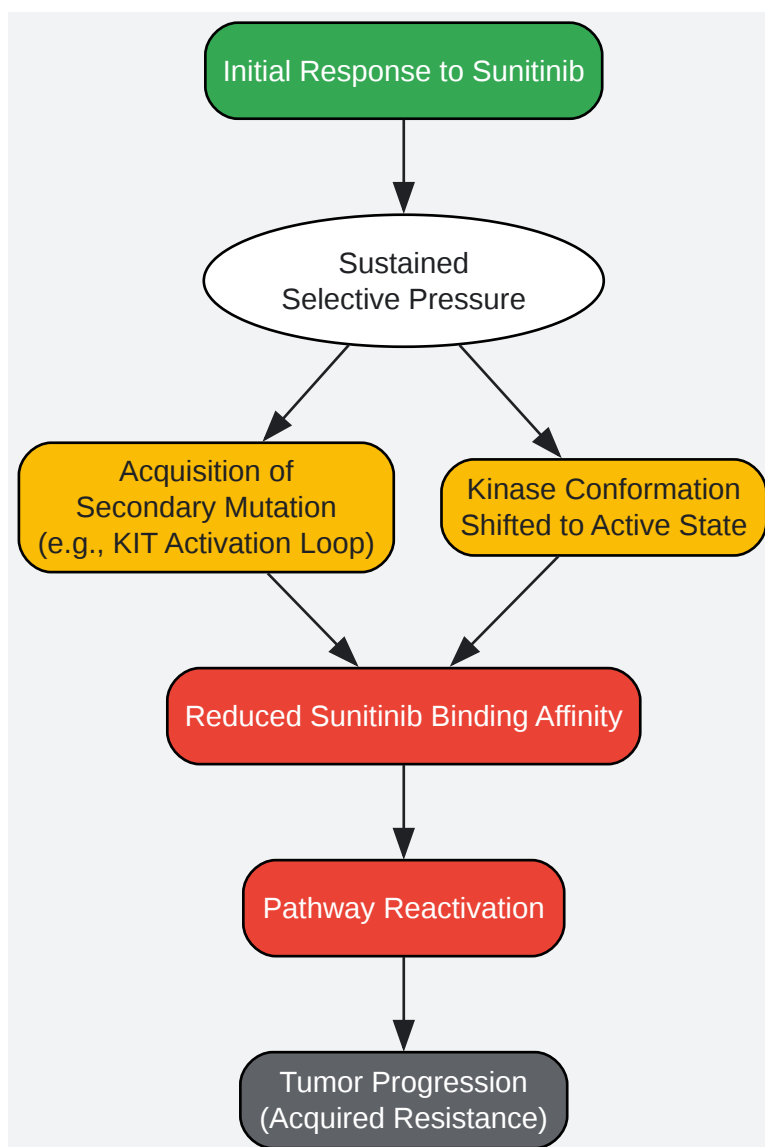 Initial Response to Sunitinib
Sustained
Selective Pressure
Acquisition of
Secondary Mutation
(e.g., KIT Activation Loop)
Kinase Conformation
Shifted to Active State
Reduced Sunitinib Binding Affinity
Pathway Reactivation
Tumor Progression
(Acquired Resistance)